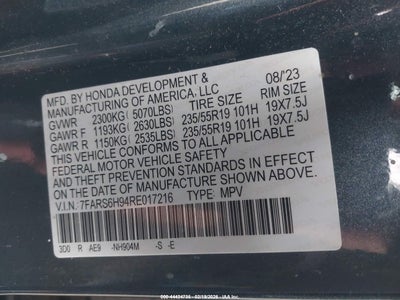 MFD. BY HONDA DEVELOPMENT & 08/'23
MANUFACTURING OF AMERICA, LLC
GVWR 2300KG (5070LBS) TIRE SIZE RIM SIZE
GAWR F 1193KG (2630LBS) 235/55R19 101H 19X7.5J
GAWR R 1150KG (2535LBS) 235/55R19 101H 19X7.5J
THIS VEHICLE CONFORMS TO ALL APPLICABLE
FEDERAL MOTOR VEHICLE SAFETY
AND THEFT PREVENTION STANDARDS IN EFFECT
ON THE DATE OF MANUFACTURE SHOWN ABOVE.
V.I.N. 7FARS6H94RE017216 TYPE: MPV
3D0 R AE9 -NH904M -S -E